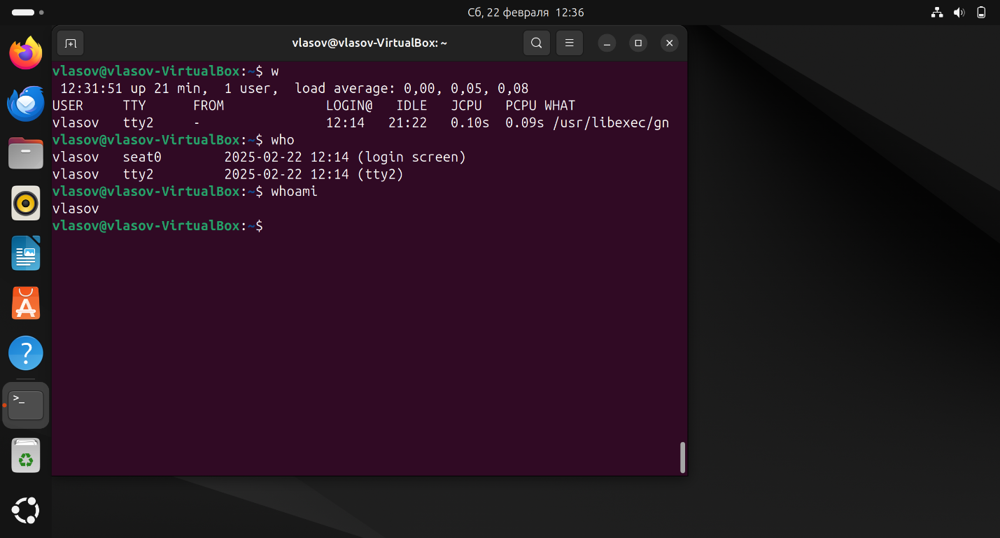 Сб, 22 февраля 12:36
vlasov@vlasov-VirtualBox: ~
vlasov@vlasov-VirtualBox:~$ w
 12:31:51 up 21 min,  1 user,  load average: 0,00, 0,05, 0,08
USER     TTY      FROM             LOGIN@   IDLE   JCPU   PCPU WHAT
vlasov   tty2     -                12:14   21:22   0.10s  0.09s /usr/libexec/gn
vlasov@vlasov-VirtualBox:~$ who
vlasov   seat0        2025-02-22 12:14 (login screen)
vlasov   tty2         2025-02-22 12:14 (tty2)
vlasov@vlasov-VirtualBox:~$ whoami
vlasov
vlasov@vlasov-VirtualBox:~$